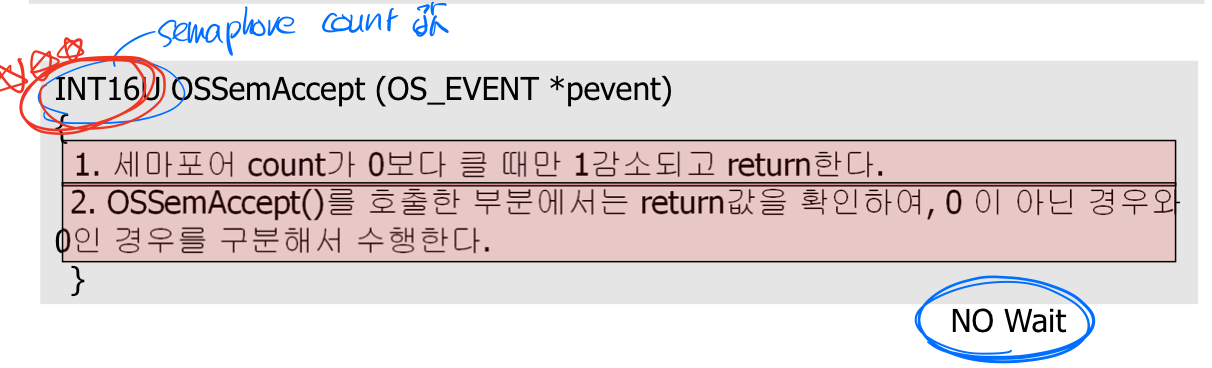 semaphore count 값
INT16U OSSemAccept (OS_EVENT *pevent)
{
1. 세마포어 count가 0보다 클 때만 1감소되고 return한다.
2. OSSemAccept()를 호출한 부분에서는 return값을 확인하여, 0 이 아닌 경우와
0인 경우를 구분해서 수행한다.
}
NO Wait